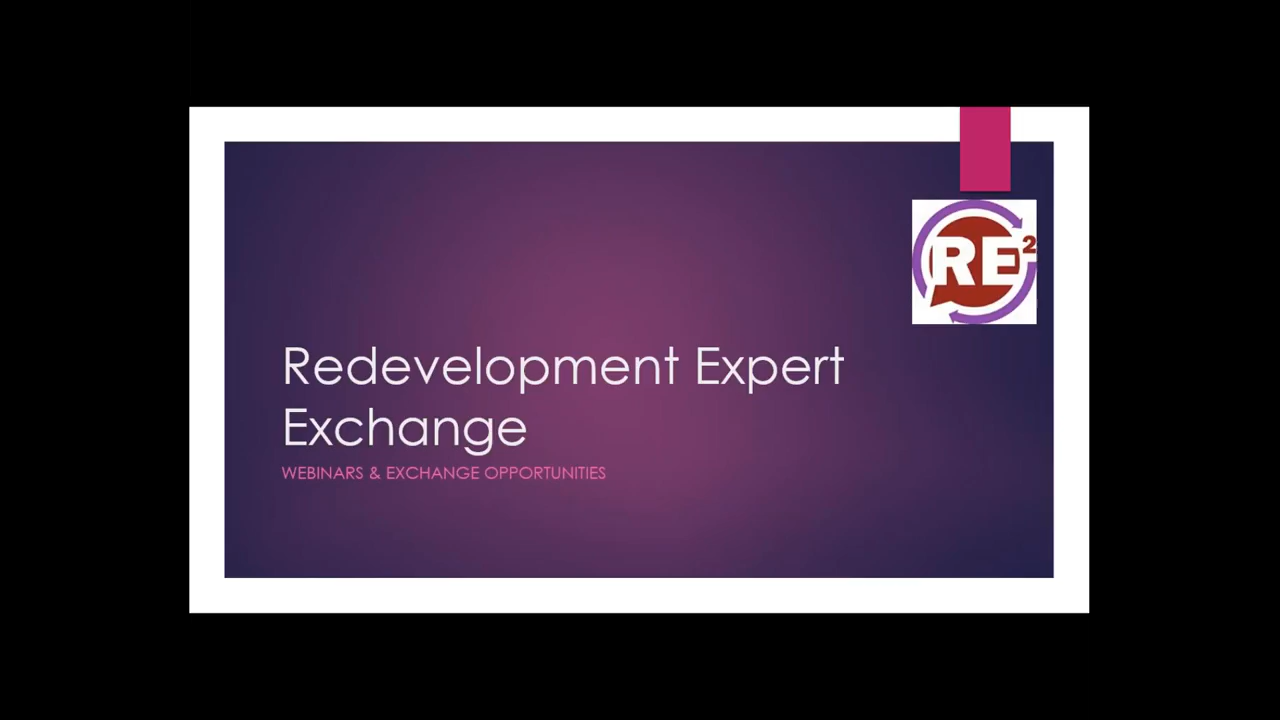 RE²
Redevelopment Expert
Exchange
WEBINARS & EXCHANGE OPPORTUNITIES